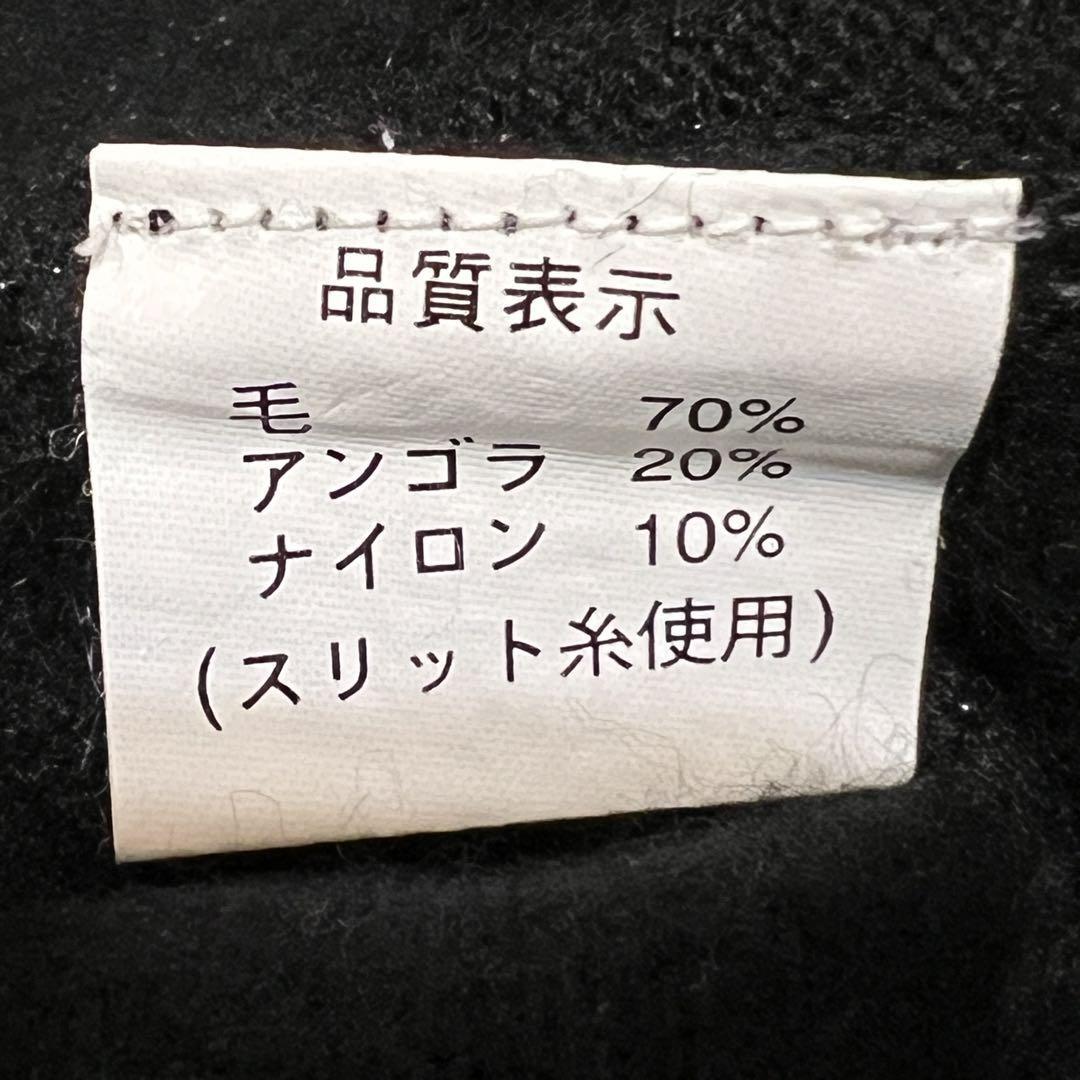 品質表示
毛 70%
アンゴラ 20%
ナイロン 10%
(スリット糸使用)